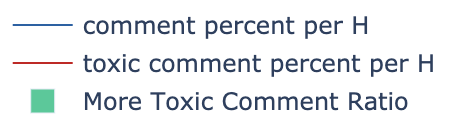 comment percent per H
toxic comment percent per H
More Toxic Comment Ratio